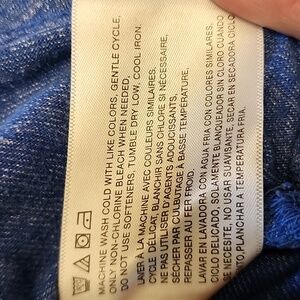 MACHINE WASH COLD WITH LIKE COLORS, GENTLE CYCLE,
ONLY NON-CHLORINE BLEACH WHEN NEEDED,
DO NOT USE SOFTENERS, TUMBLE DRY LOW, COOL IRON.
LAVER À LA MACHINE AVEC COULEURS SIMILAIRES,
CYCLE DÉLICAT, BLANCHIR SANS CHLORE SI NÉCESSAIRE,
NE PAS UTILISER D'AGENTS ADOUCISSANTS,
SÉCHER PAR CULBUTAGE À BASSE TEMPÉRATURE,
REPASSER AU FER FROID.
LAVAR EN LAVADORA CON AGUA FRIA CON COLORES SIMILARES,
CICLO DELICADO, SOLAMENTE BLANQUEADOR SIN CLORO CUANDO
SE NECESITE, NO USAR SUAVISANTE, SECAR EN SECADORA CICLO
PLANCHAR A TEMPERATURA FRIA.